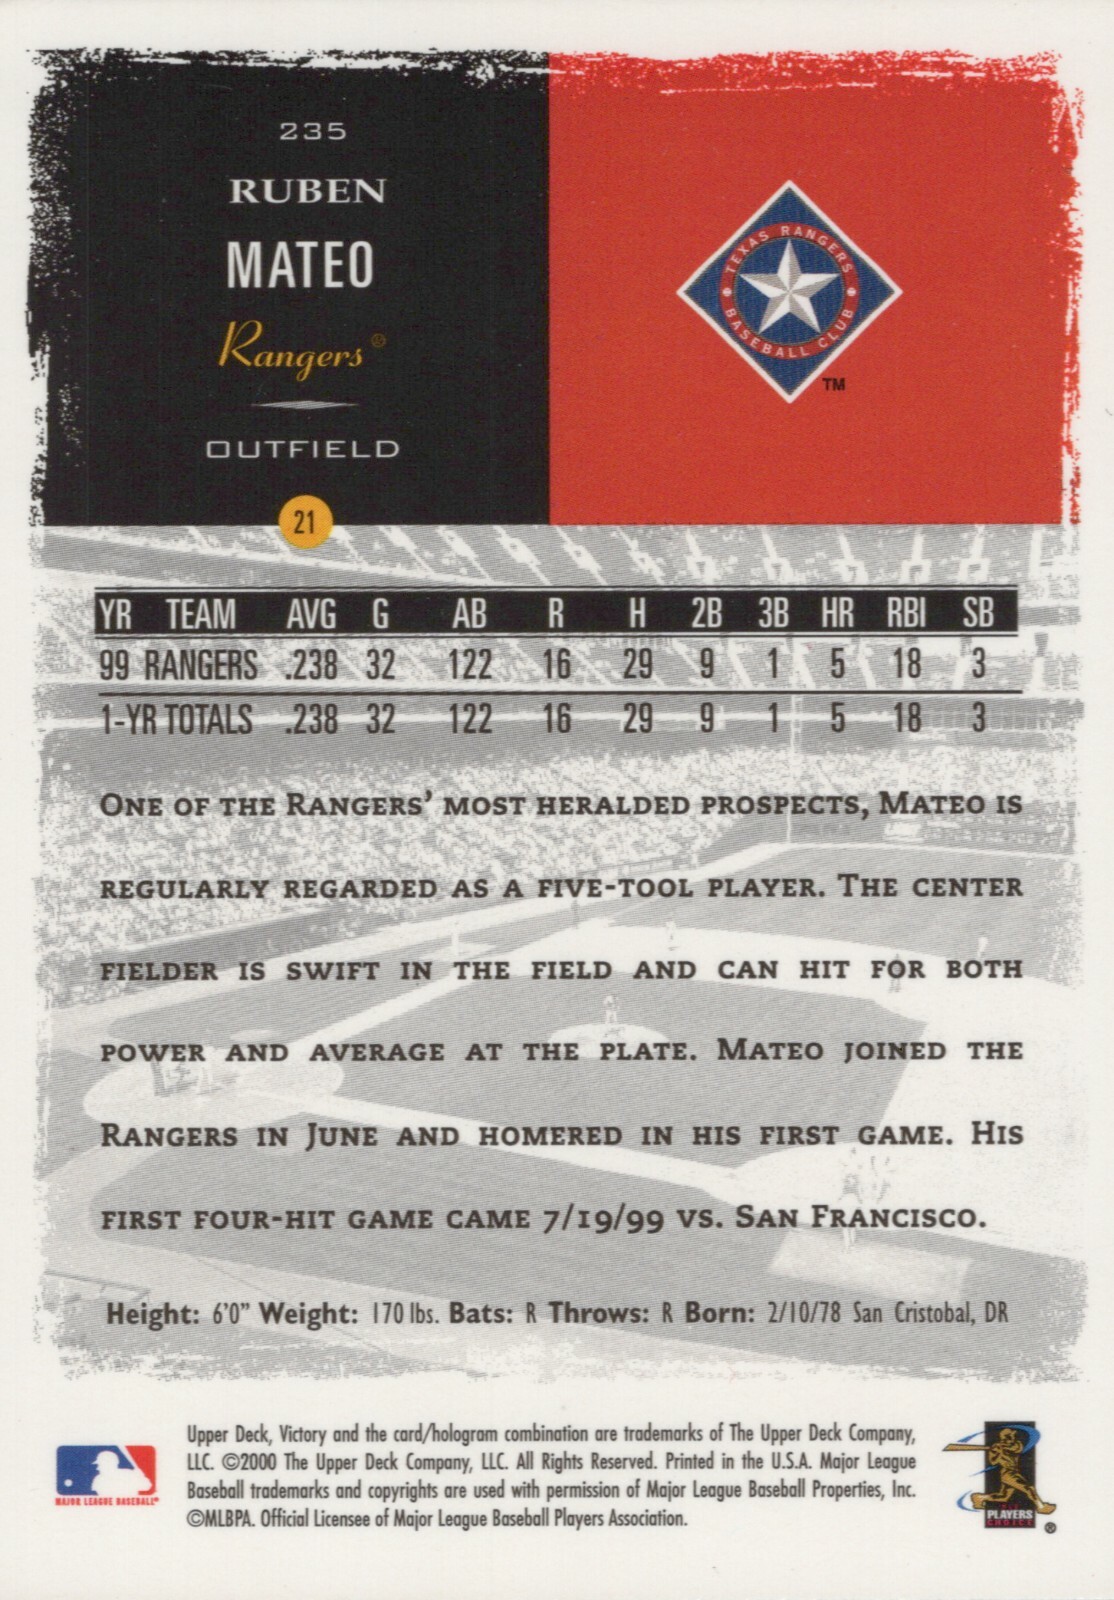 235
RUBEN
MATEO
Rangers®
OUTFIELD
21
TEXAS RANGERS
BASEBALL CLUB
TM
YR TEAM AVG G AB R H 2B 3B HR RBI SB
99 RANGERS .238 32 122 16 29 9 1 5 18 3
1-YR TOTALS .238 32 122 16 29 9 1 5 18 3
One of the Rangers’ most heralded prospects, Mateo is
regularly regarded as a five-tool player. The center
fielder is swift in the field and can hit for both
power and average at the plate. Mateo joined the
Rangers in June and homered in his first game. His
first four-hit game came 7/19/99 vs. San Francisco.
Height: 6'0" Weight: 170 lbs. Bats: R Throws: R Born: 2/10/78 San Cristobal, DR
Upper Deck, Victory and the card/hologram combination are trademarks of The Upper Deck Company,
LLC. ©2000 The Upper Deck Company, LLC. All Rights Reserved. Printed in the U.S.A. Major League
Baseball trademarks and copyrights are used with permission of Major League Baseball Properties, Inc.
©MLBPA. Official Licensee of Major League Baseball Players Association.
MAJOR LEAGUE BASEBALL®
PLAYERS
CHOICE
®